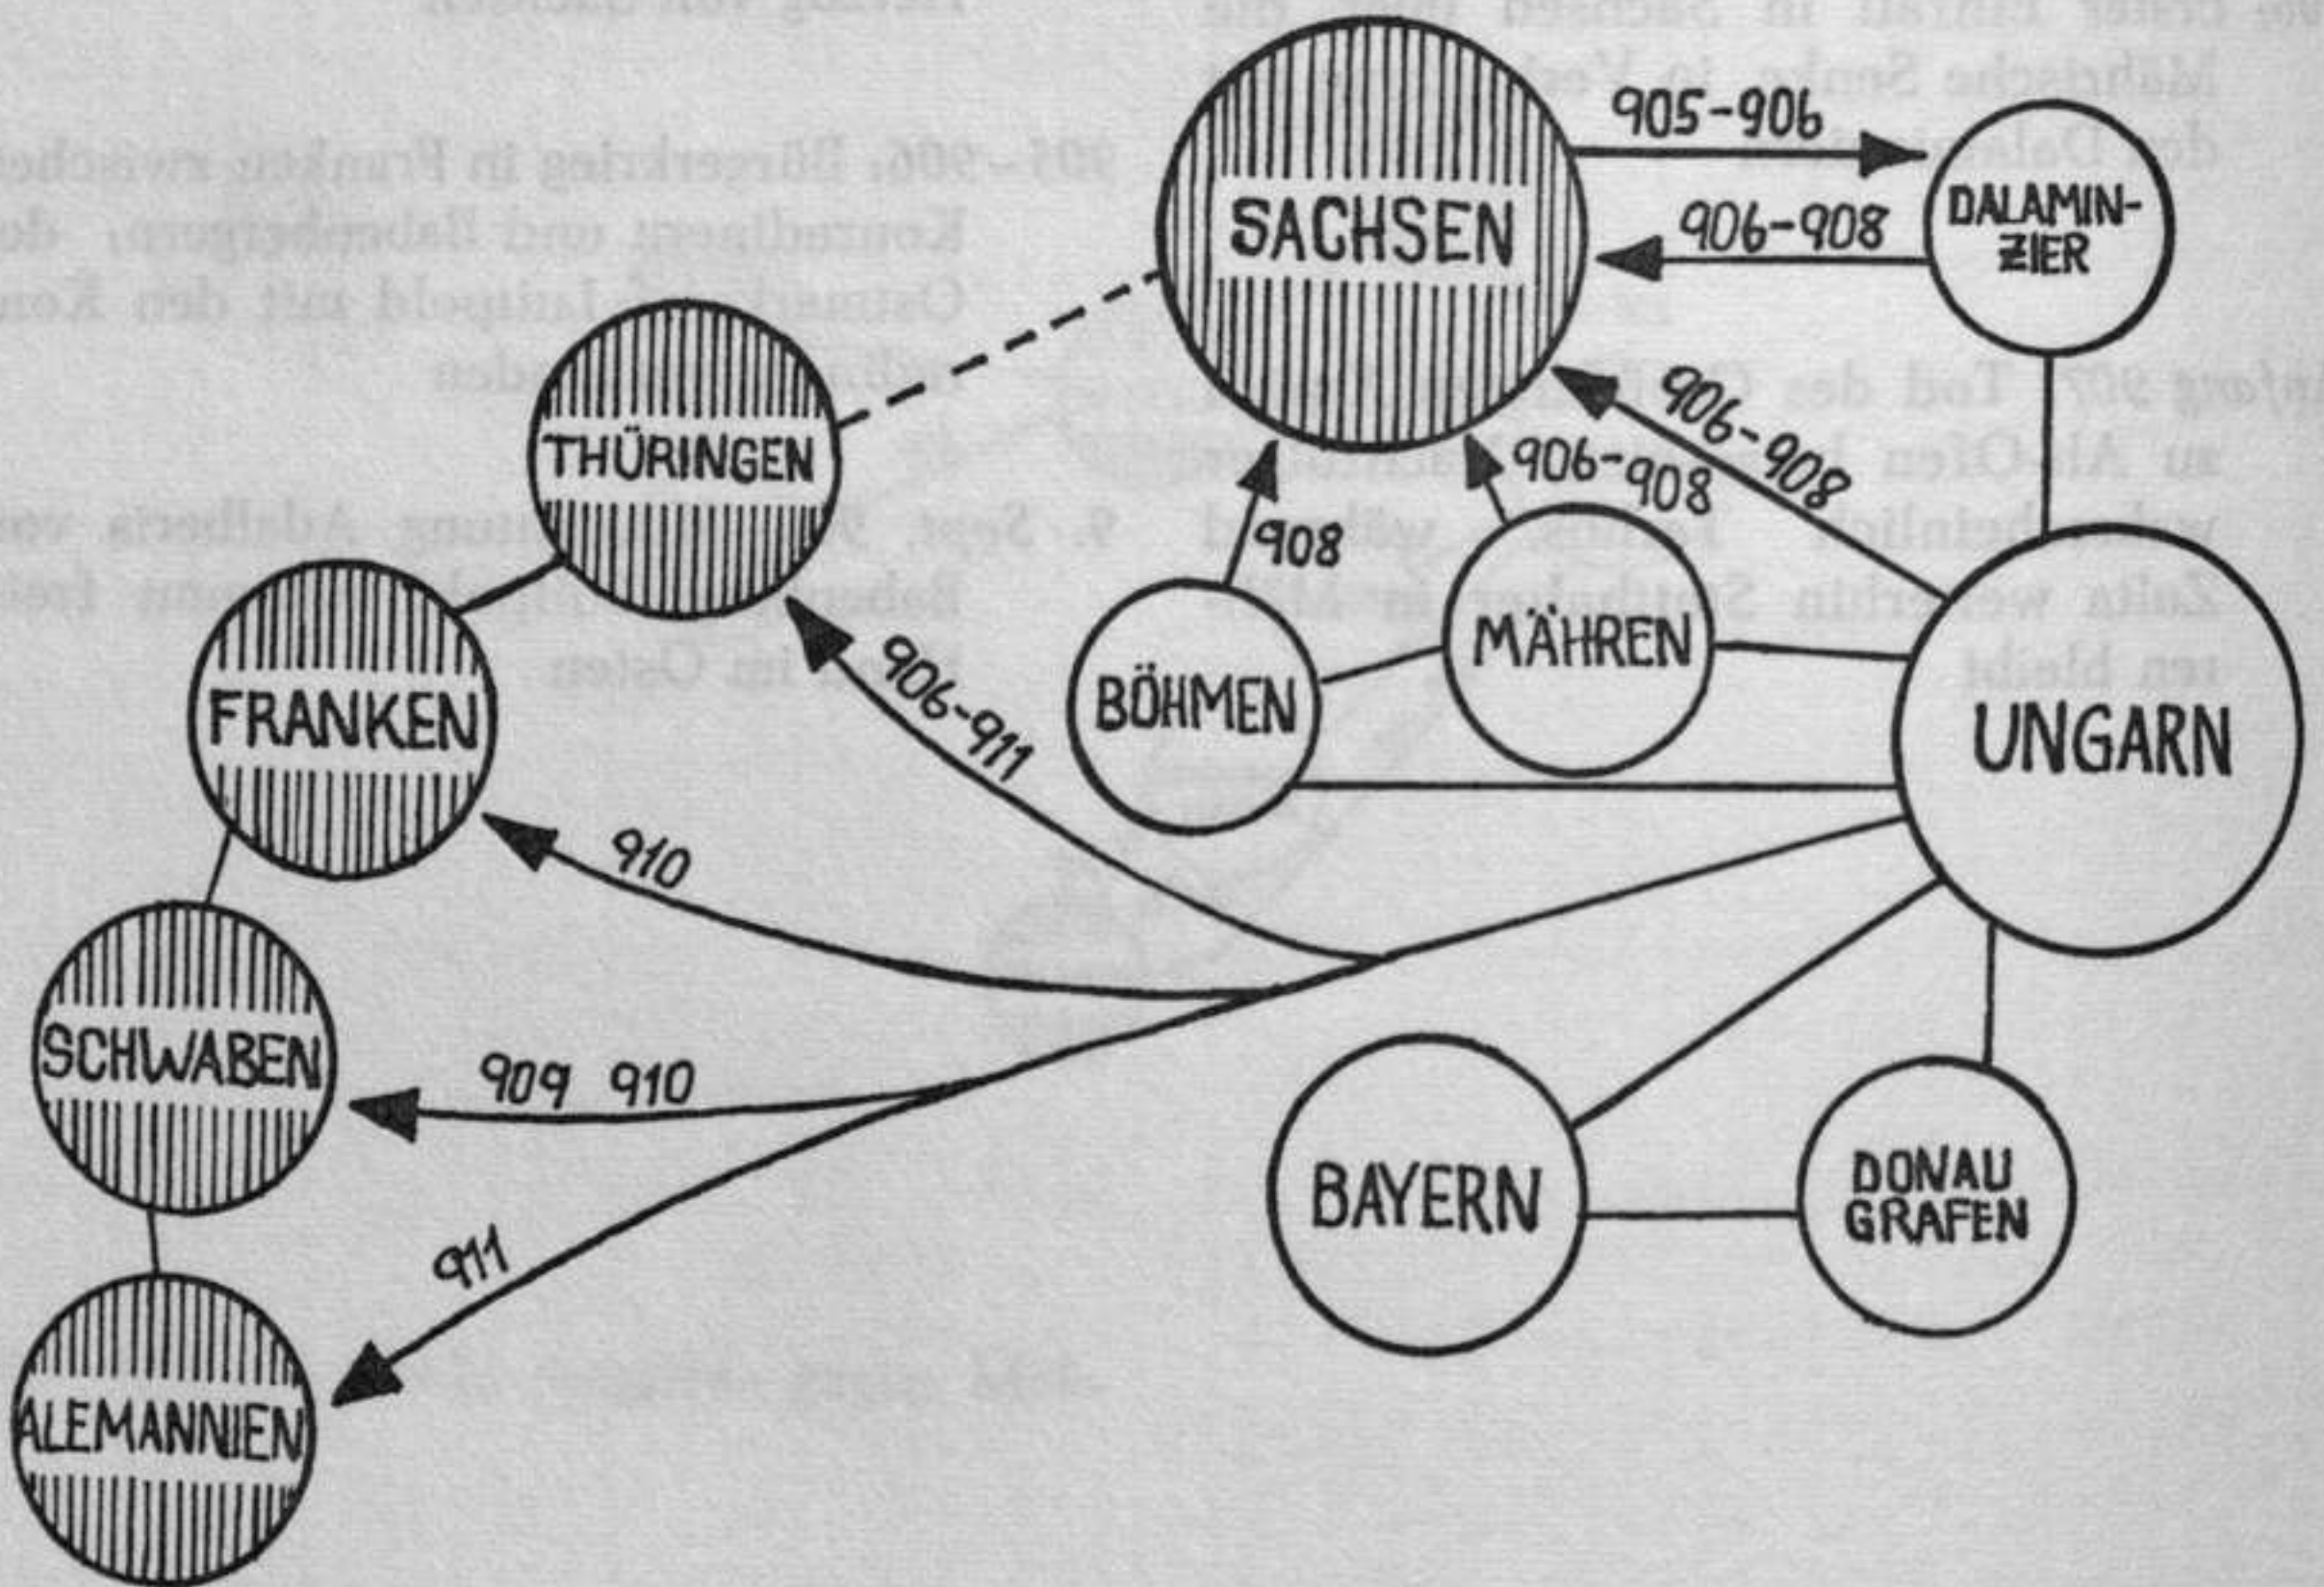 SACHSEN
905-906
906-908
DALAMIN-
ZIER
THÜRINGEN
906-908
906-908
908
FRANKEN
BÖHMEN
MÄHREN
UNGARN
906-911
910
SCHWABEN
909 910
BAYERN
DONAU
GRAFEN
911
ALEMANNIEN